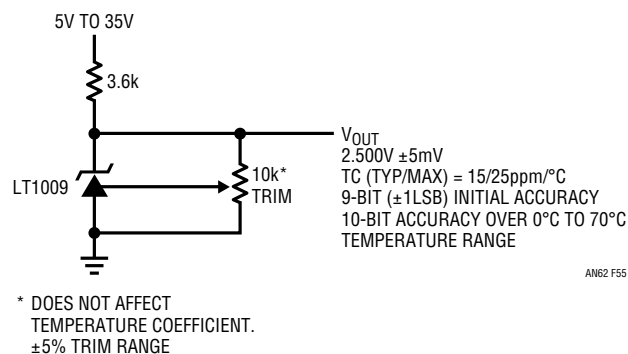 5V TO 35V
3.6k
LT1009
10k*
TRIM
VOUT
2.500V ±5mV
TC (TYP/MAX) = 15/25ppm/°C
9-BIT (±1LSB) INITIAL ACCURACY
10-BIT ACCURACY OVER 0°C TO 70°C
TEMPERATURE RANGE
AN62 F55
* DOES NOT AFFECT
TEMPERATURE COEFFICIENT.
±5% TRIM RANGE